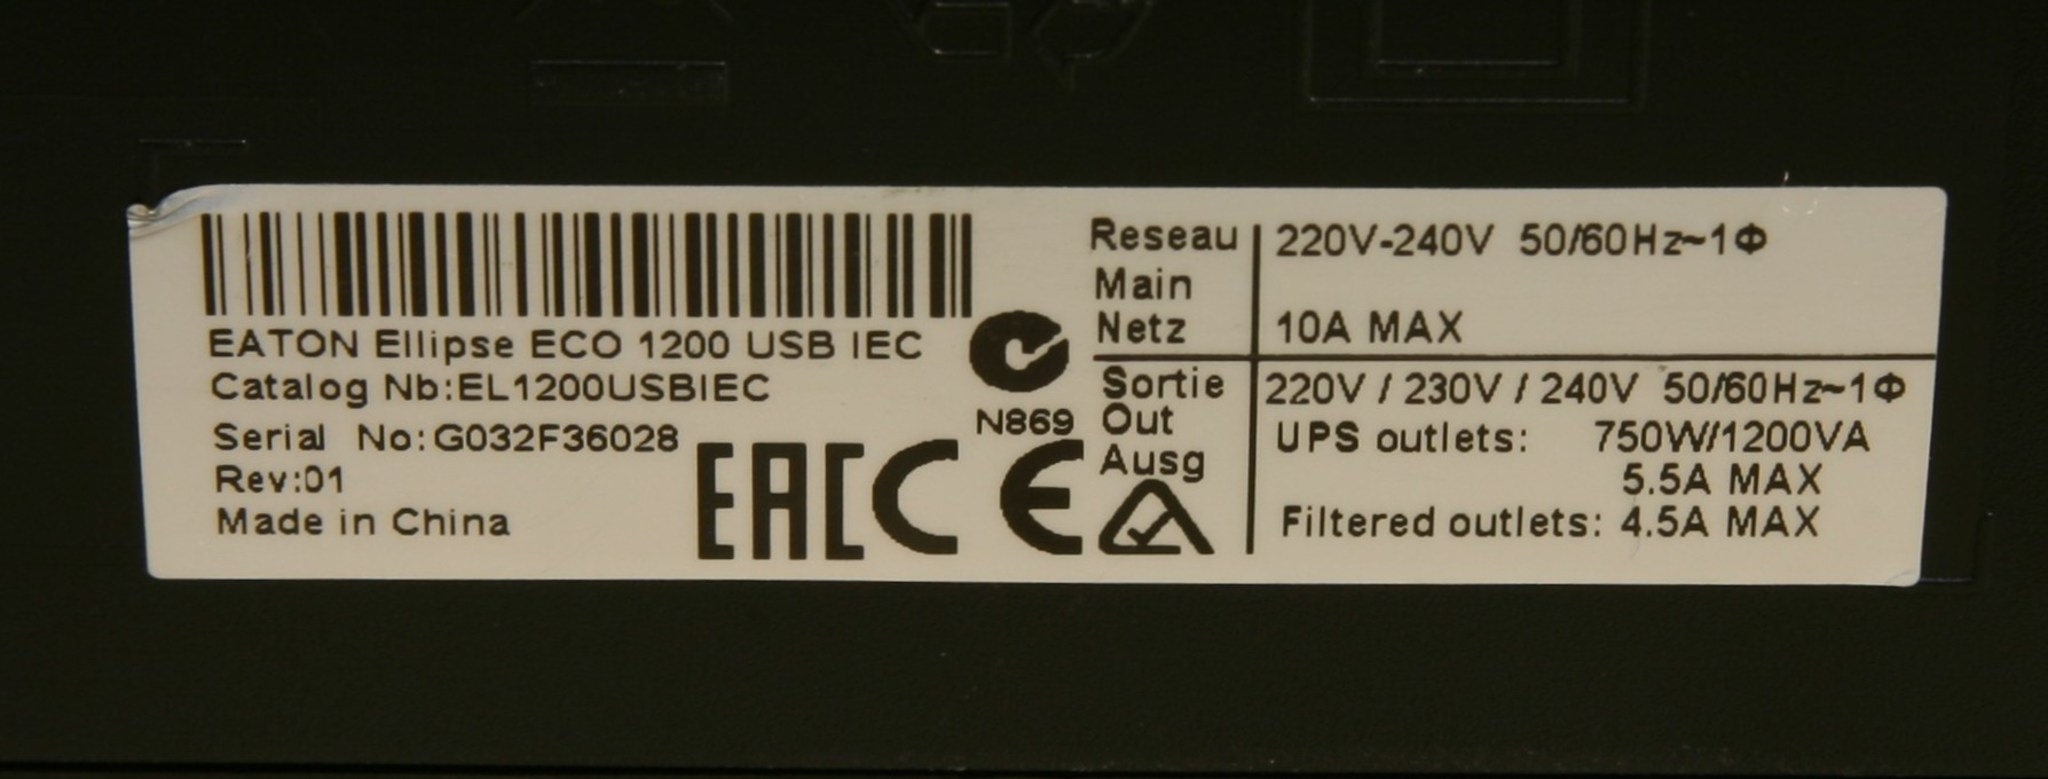 EATON Ellipse ECO 1200 USB IEC
Catalog Nb:EL1200USBIEC
Serial No:G032F36028
Rev:01
Made in China
N869
EAC CE
Reseau
Main
Netz
220V-240V 50/60Hz~1Φ
10A MAX
Sortie
Out
Ausg
220V / 230V / 240V 50/60Hz~1Φ
UPS outlets: 750W/1200VA
5.5A MAX
Filtered outlets: 4.5A MAX